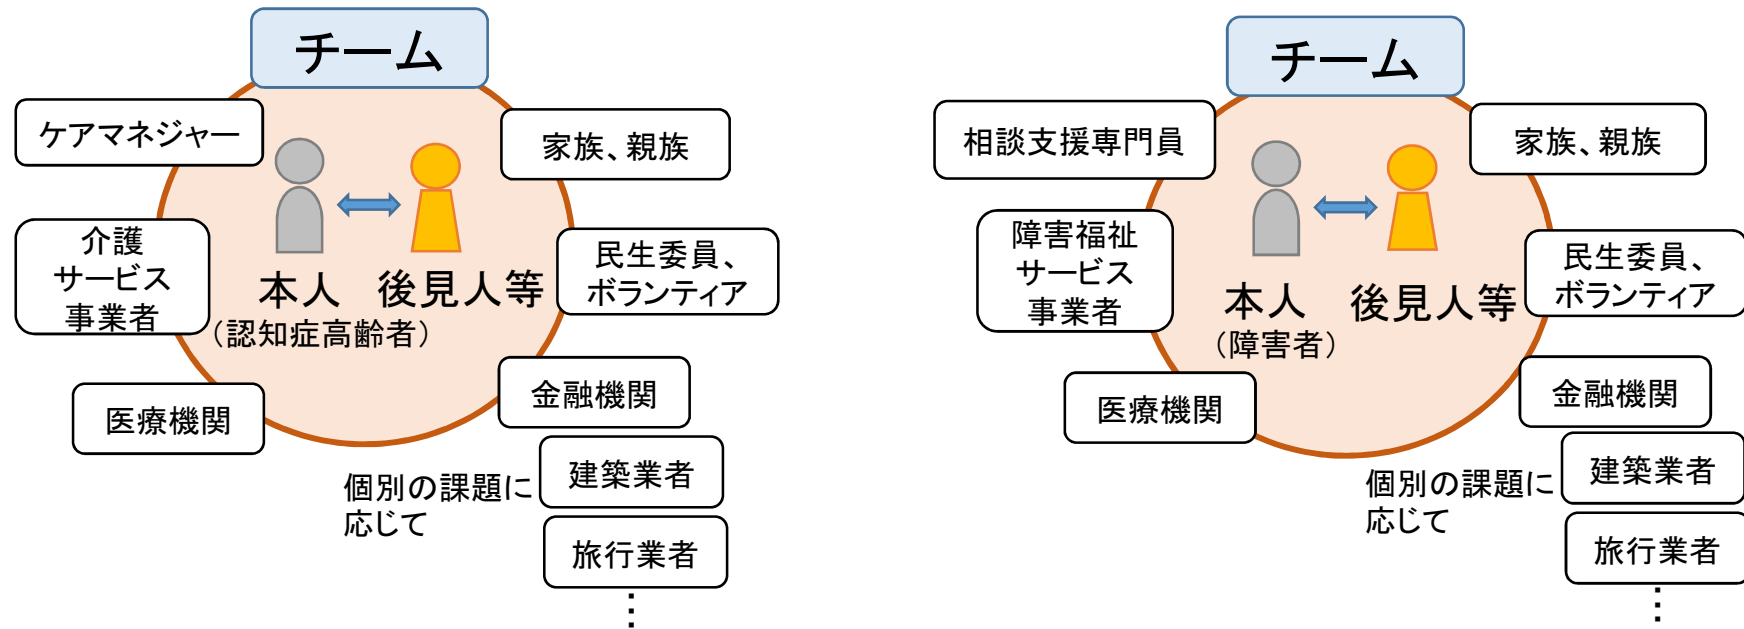 チーム
ケアマネジャー
家族、親族
介護
サービス
事業者
民生委員、
ボランティア
本人
後見人等
（認知症高齢者）
医療機関
金融機関
個別の課題に
応じて
建築業者
旅行業者
⋮
チーム
相談支援専門員
家族、親族
障害福祉
サービス
事業者
民生委員、
ボランティア
本人
後見人等
（障害者）
医療機関
金融機関
個別の課題に
応じて
建築業者
旅行業者
⋮